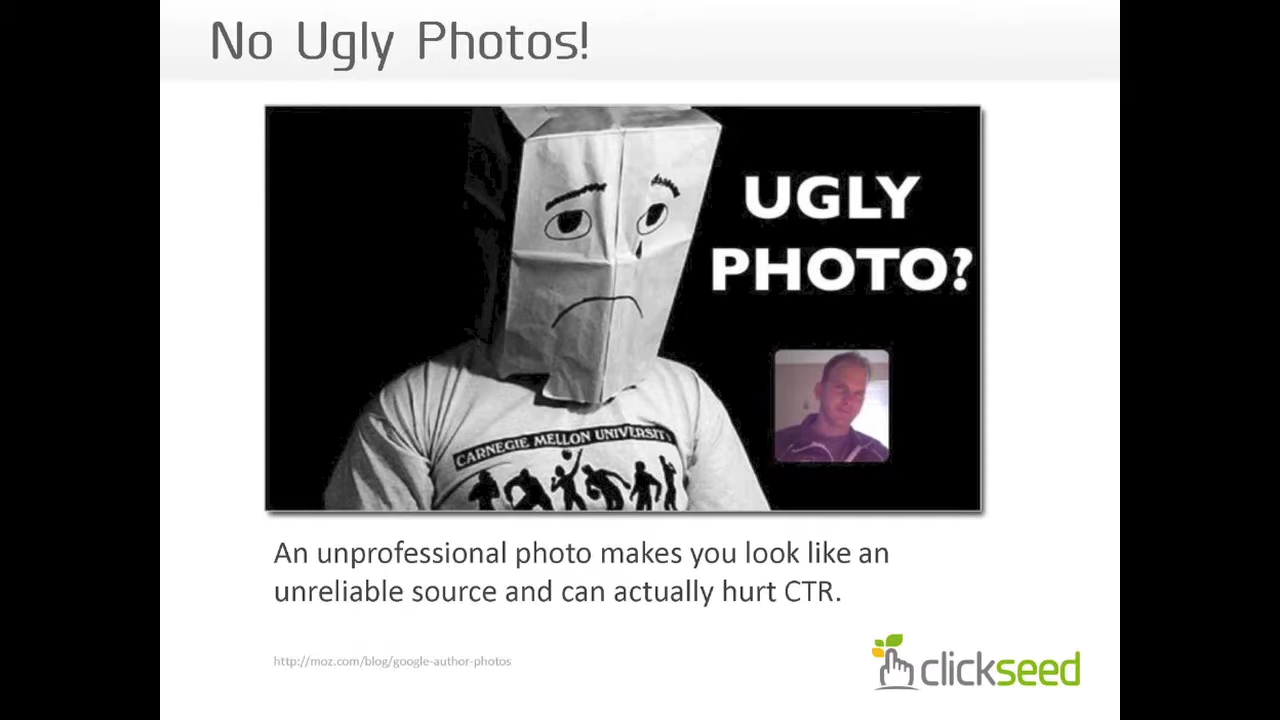 No Ugly Photos!
UGLY
PHOTO?
CARNEGIE MELLON UNIVERSITY
An unprofessional photo makes you look like an
unreliable source and can actually hurt CTR.
http://moz.com/blog/google-author-photos
clickseed